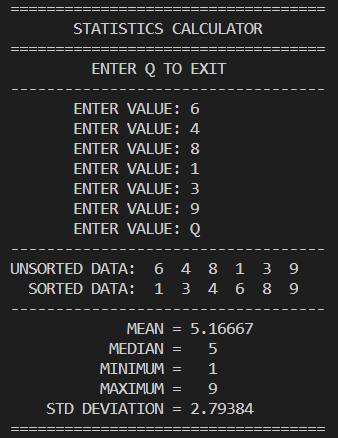 ===================================
STATISTICS CALCULATOR
===================================
ENTER Q TO EXIT
-----------------------------------
ENTER VALUE: 6
ENTER VALUE: 4
ENTER VALUE: 8
ENTER VALUE: 1
ENTER VALUE: 3
ENTER VALUE: 9
ENTER VALUE: Q
-----------------------------------
UNSORTED DATA:  6  4  8  1  3  9
SORTED DATA:  1  3  4  6  8  9
-----------------------------------
MEAN = 5.16667
MEDIAN =   5
MINIMUM =   1
MAXIMUM =   9
STD DEVIATION = 2.79384
===================================